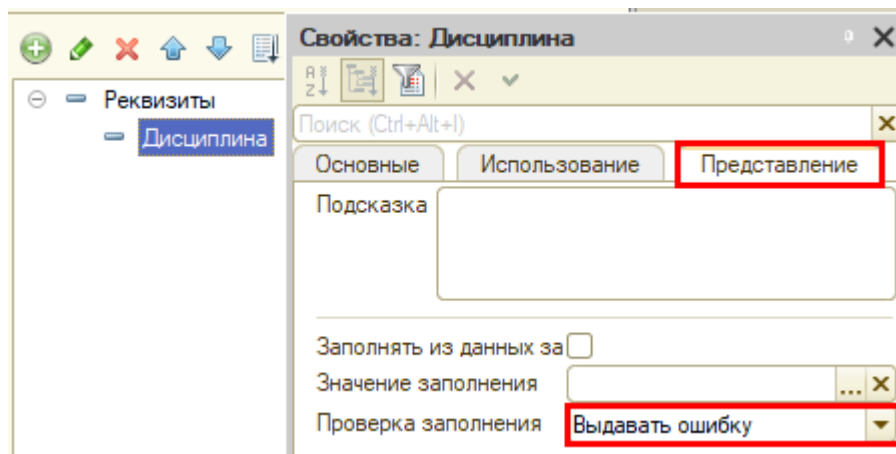 Реквизиты
Дисциплина
Свойства: Дисциплина
A
Z
Поиск (Ctrl+Alt+I)
Основные Использование Представление
Подсказка
Заполнять из данных за
Значение заполнения ...
Проверка заполнения Выдавать ошибку